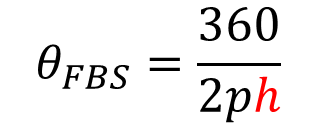 θ_FBS = 360 / 2ph